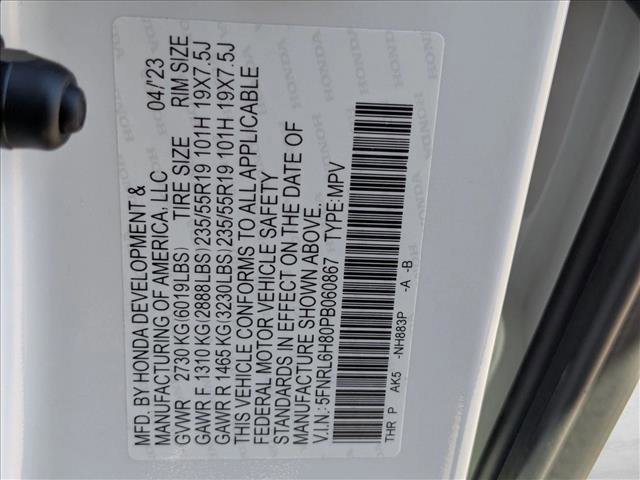 MFD. BY HONDA DEVELOPMENT &
MANUFACTURING OF AMERICA, LLC 04/'23
GVWR 2730 KG(6019LBS) TIRE SIZE RIM SIZE
GAWR F 1310 KG(2888LBS)235/55R19 101H 19X7.5J
GAWR R 1465 KG(3230LBS)235/55R19 101H 19X7.5J
THIS VEHICLE CONFORMS TO ALL APPLICABLE
FEDERAL MOTOR VEHICLE SAFETY
STANDARDS IN EFFECT ON THE DATE OF
MANUFACTURE SHOWN ABOVE.
V.I.N.:5FNRL6H80PB060867 TYPE:MPV
THR P AK5 -NH883P -A -B
HONDA